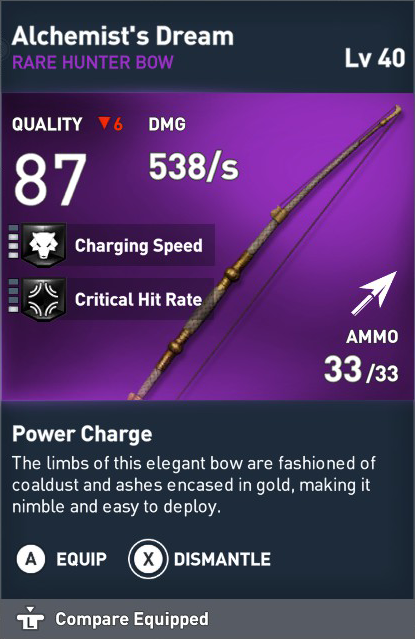 Alchemist's Dream
RARE HUNTER BOW
Lv 40
QUALITY ▼6 DMG
87 538/s
Charging Speed
Critical Hit Rate
AMMO
33/33
Power Charge
The limbs of this elegant bow are fashioned of
coaldust and ashes encased in gold, making it
nimble and easy to deploy.
A EQUIP X DISMANTLE
L Compare Equipped